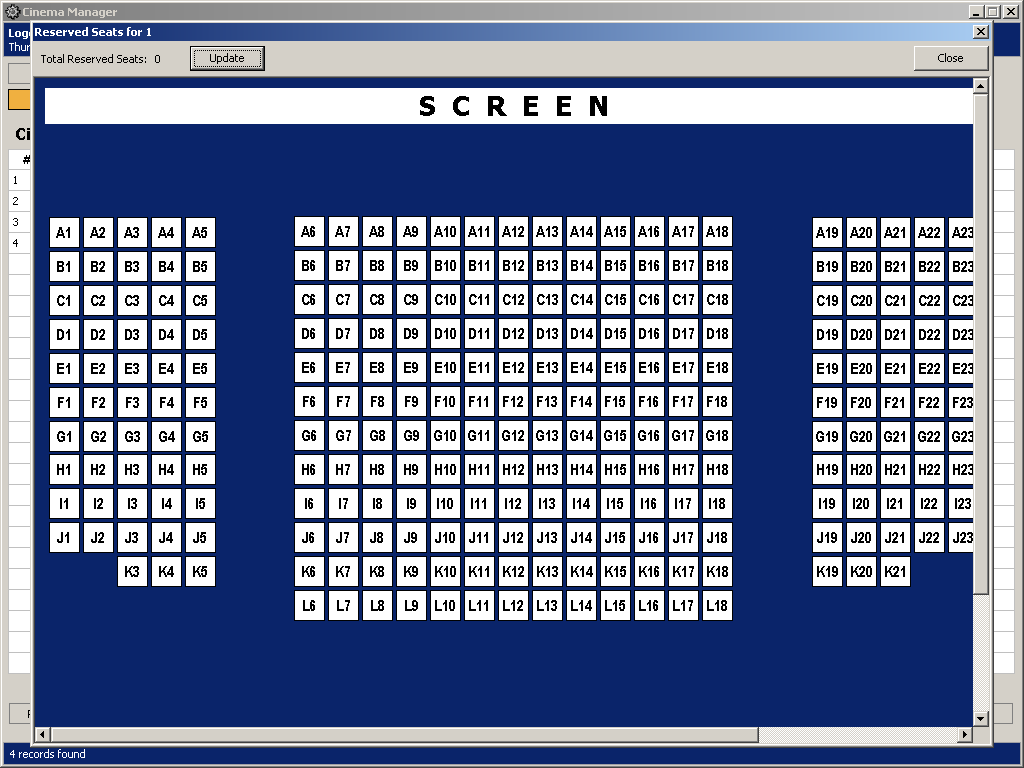 Cinema Manager
Reserved Seats for 1
Total Reserved Seats: 0 Update Close
#
1
2
3
4
S C R E E N
A1 A2 A3 A4 A5 A6 A7 A8 A9 A10 A11 A12 A13 A14 A15 A16 A17 A18 A19 A20 A21 A22 A23
B1 B2 B3 B4 B5 B6 B7 B8 B9 B10 B11 B12 B13 B14 B15 B16 B17 B18 B19 B20 B21 B22 B23
C1 C2 C3 C4 C5 C6 C7 C8 C9 C10 C11 C12 C13 C14 C15 C16 C17 C18 C19 C20 C21 C22 C23
D1 D2 D3 D4 D5 D6 D7 D8 D9 D10 D11 D12 D13 D14 D15 D16 D17 D18 D19 D20 D21 D22 D23
E1 E2 E3 E4 E5 E6 E7 E8 E9 E10 E11 E12 E13 E14 E15 E16 E17 E18 E19 E20 E21 E22 E23
F1 F2 F3 F4 F5 F6 F7 F8 F9 F10 F11 F12 F13 F14 F15 F16 F17 F18 F19 F20 F21 F22 F23
G1 G2 G3 G4 G5 G6 G7 G8 G9 G10 G11 G12 G13 G14 G15 G16 G17 G18 G19 G20 G21 G22 G23
H1 H2 H3 H4 H5 H6 H7 H8 H9 H10 H11 H12 H13 H14 H15 H16 H17 H18 H19 H20 H21 H22 H23
I1 I2 I3 I4 I5 I6 I7 I8 I9 I10 I11 I12 I13 I14 I15 I16 I17 I18 I19 I20 I21 I22 I23
J1 J2 J3 J4 J5 J6 J7 J8 J9 J10 J11 J12 J13 J14 J15 J16 J17 J18 J19 J20 J21 J22 J23
K3 K4 K5 K6 K7 K8 K9 K10 K11 K12 K13 K14 K15 K16 K17 K18 K19 K20 K21
L6 L7 L8 L9 L10 L11 L12 L13 L14 L15 L16 L17 L18
4 records found